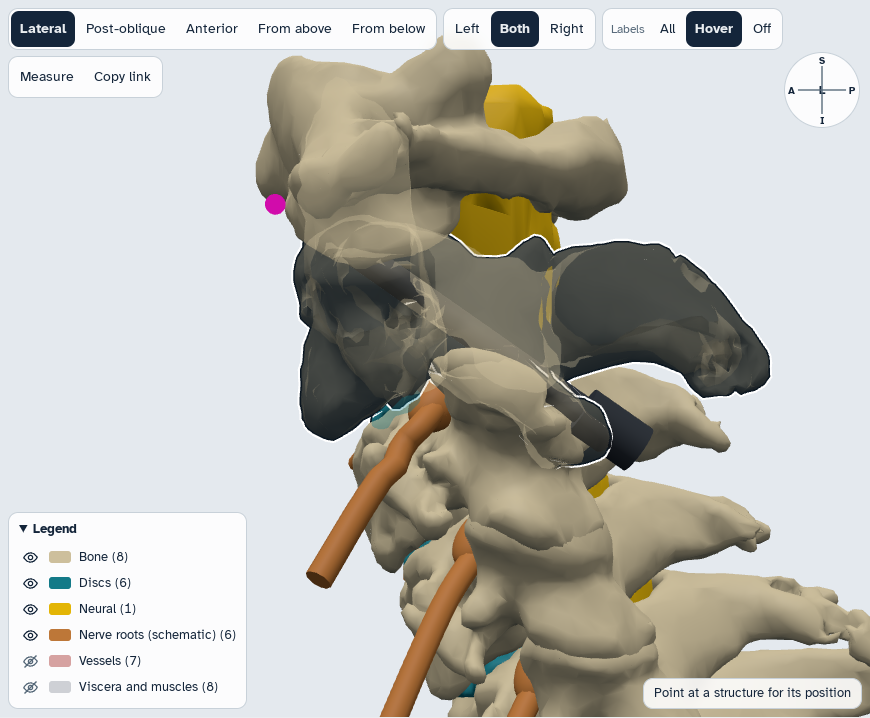 Lateral Post-oblique Anterior From above From below Left Both Right Labels All Hover Off
Measure Copy link
S
A L P
I
▼ Legend
Bone (8)
Discs (6)
Neural (1)
Nerve roots (schematic) (6)
Vessels (7)
Viscera and muscles (8)
Point at a structure for its position